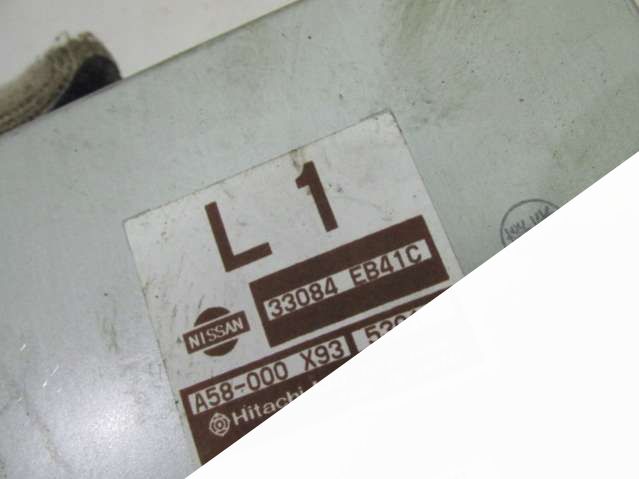 L 1
33084 EB41C
NISSAN
A58-000 X93
Hitachi